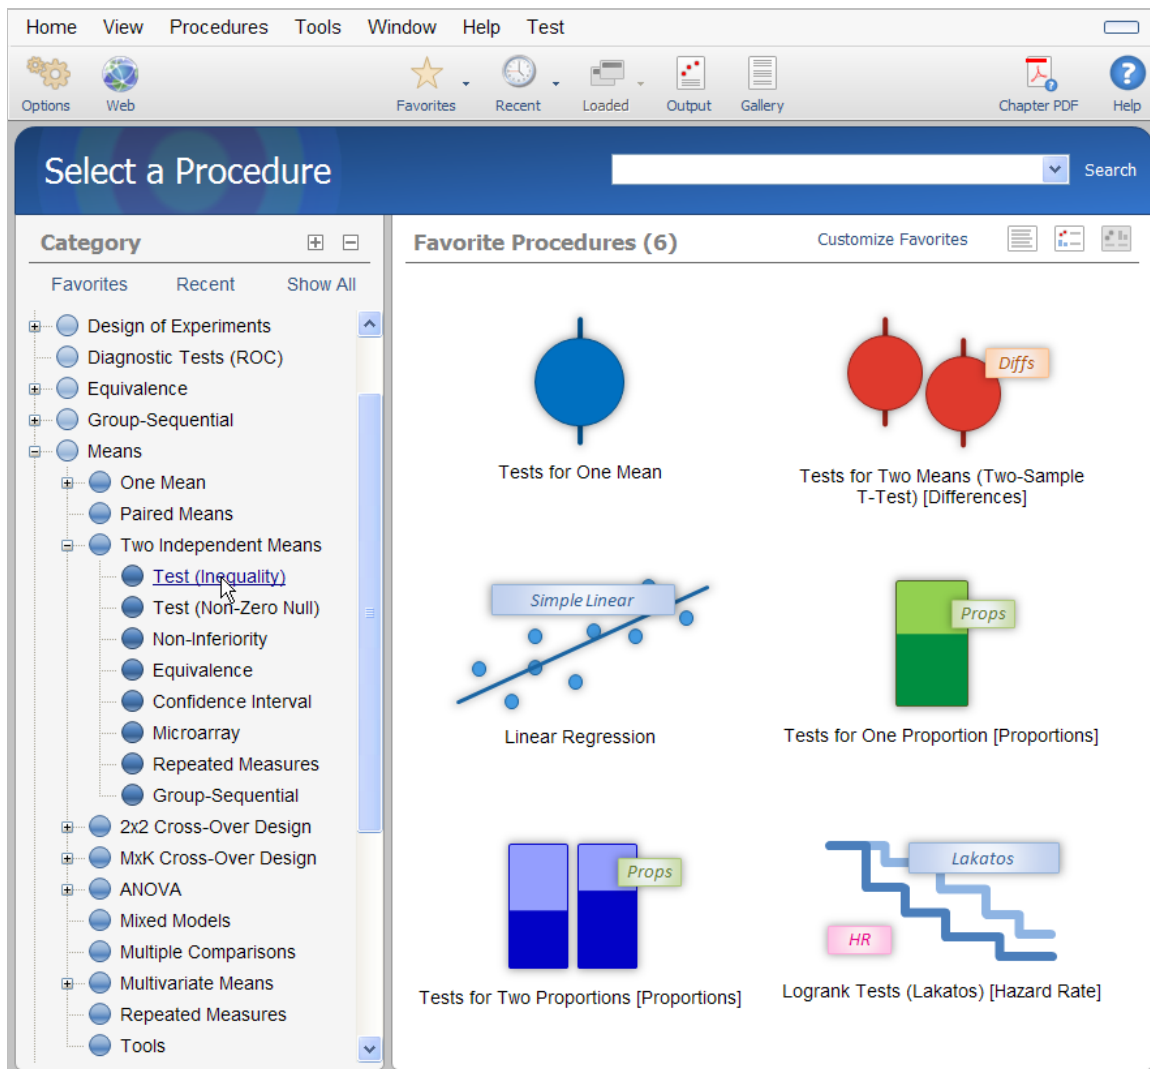 Home View Procedures Tools Window Help Test
Options Web Favorites Recent Loaded Output Gallery Chapter PDF Help
Select a Procedure
Search
Category
Favorites Recent Show All
Design of Experiments
Diagnostic Tests (ROC)
Equivalence
Group-Sequential
Means
One Mean
Paired Means
Two Independent Means
Test (Inequality)
Test (Non-Zero Null)
Non-Inferiority
Equivalence
Confidence Interval
Microarray
Repeated Measures
Group-Sequential
2x2 Cross-Over Design
MxK Cross-Over Design
ANOVA
Mixed Models
Multiple Comparisons
Multivariate Means
Repeated Measures
Tools
Favorite Procedures (6)
Customize Favorites
Tests for One Mean
Diffs
Tests for Two Means (Two-Sample
T-Test) [Differences]
Simple Linear
Linear Regression
Props
Tests for One Proportion [Proportions]
Props
Tests for Two Proportions [Proportions]
Lakatos
HR
Logrank Tests (Lakatos) [Hazard Rate]